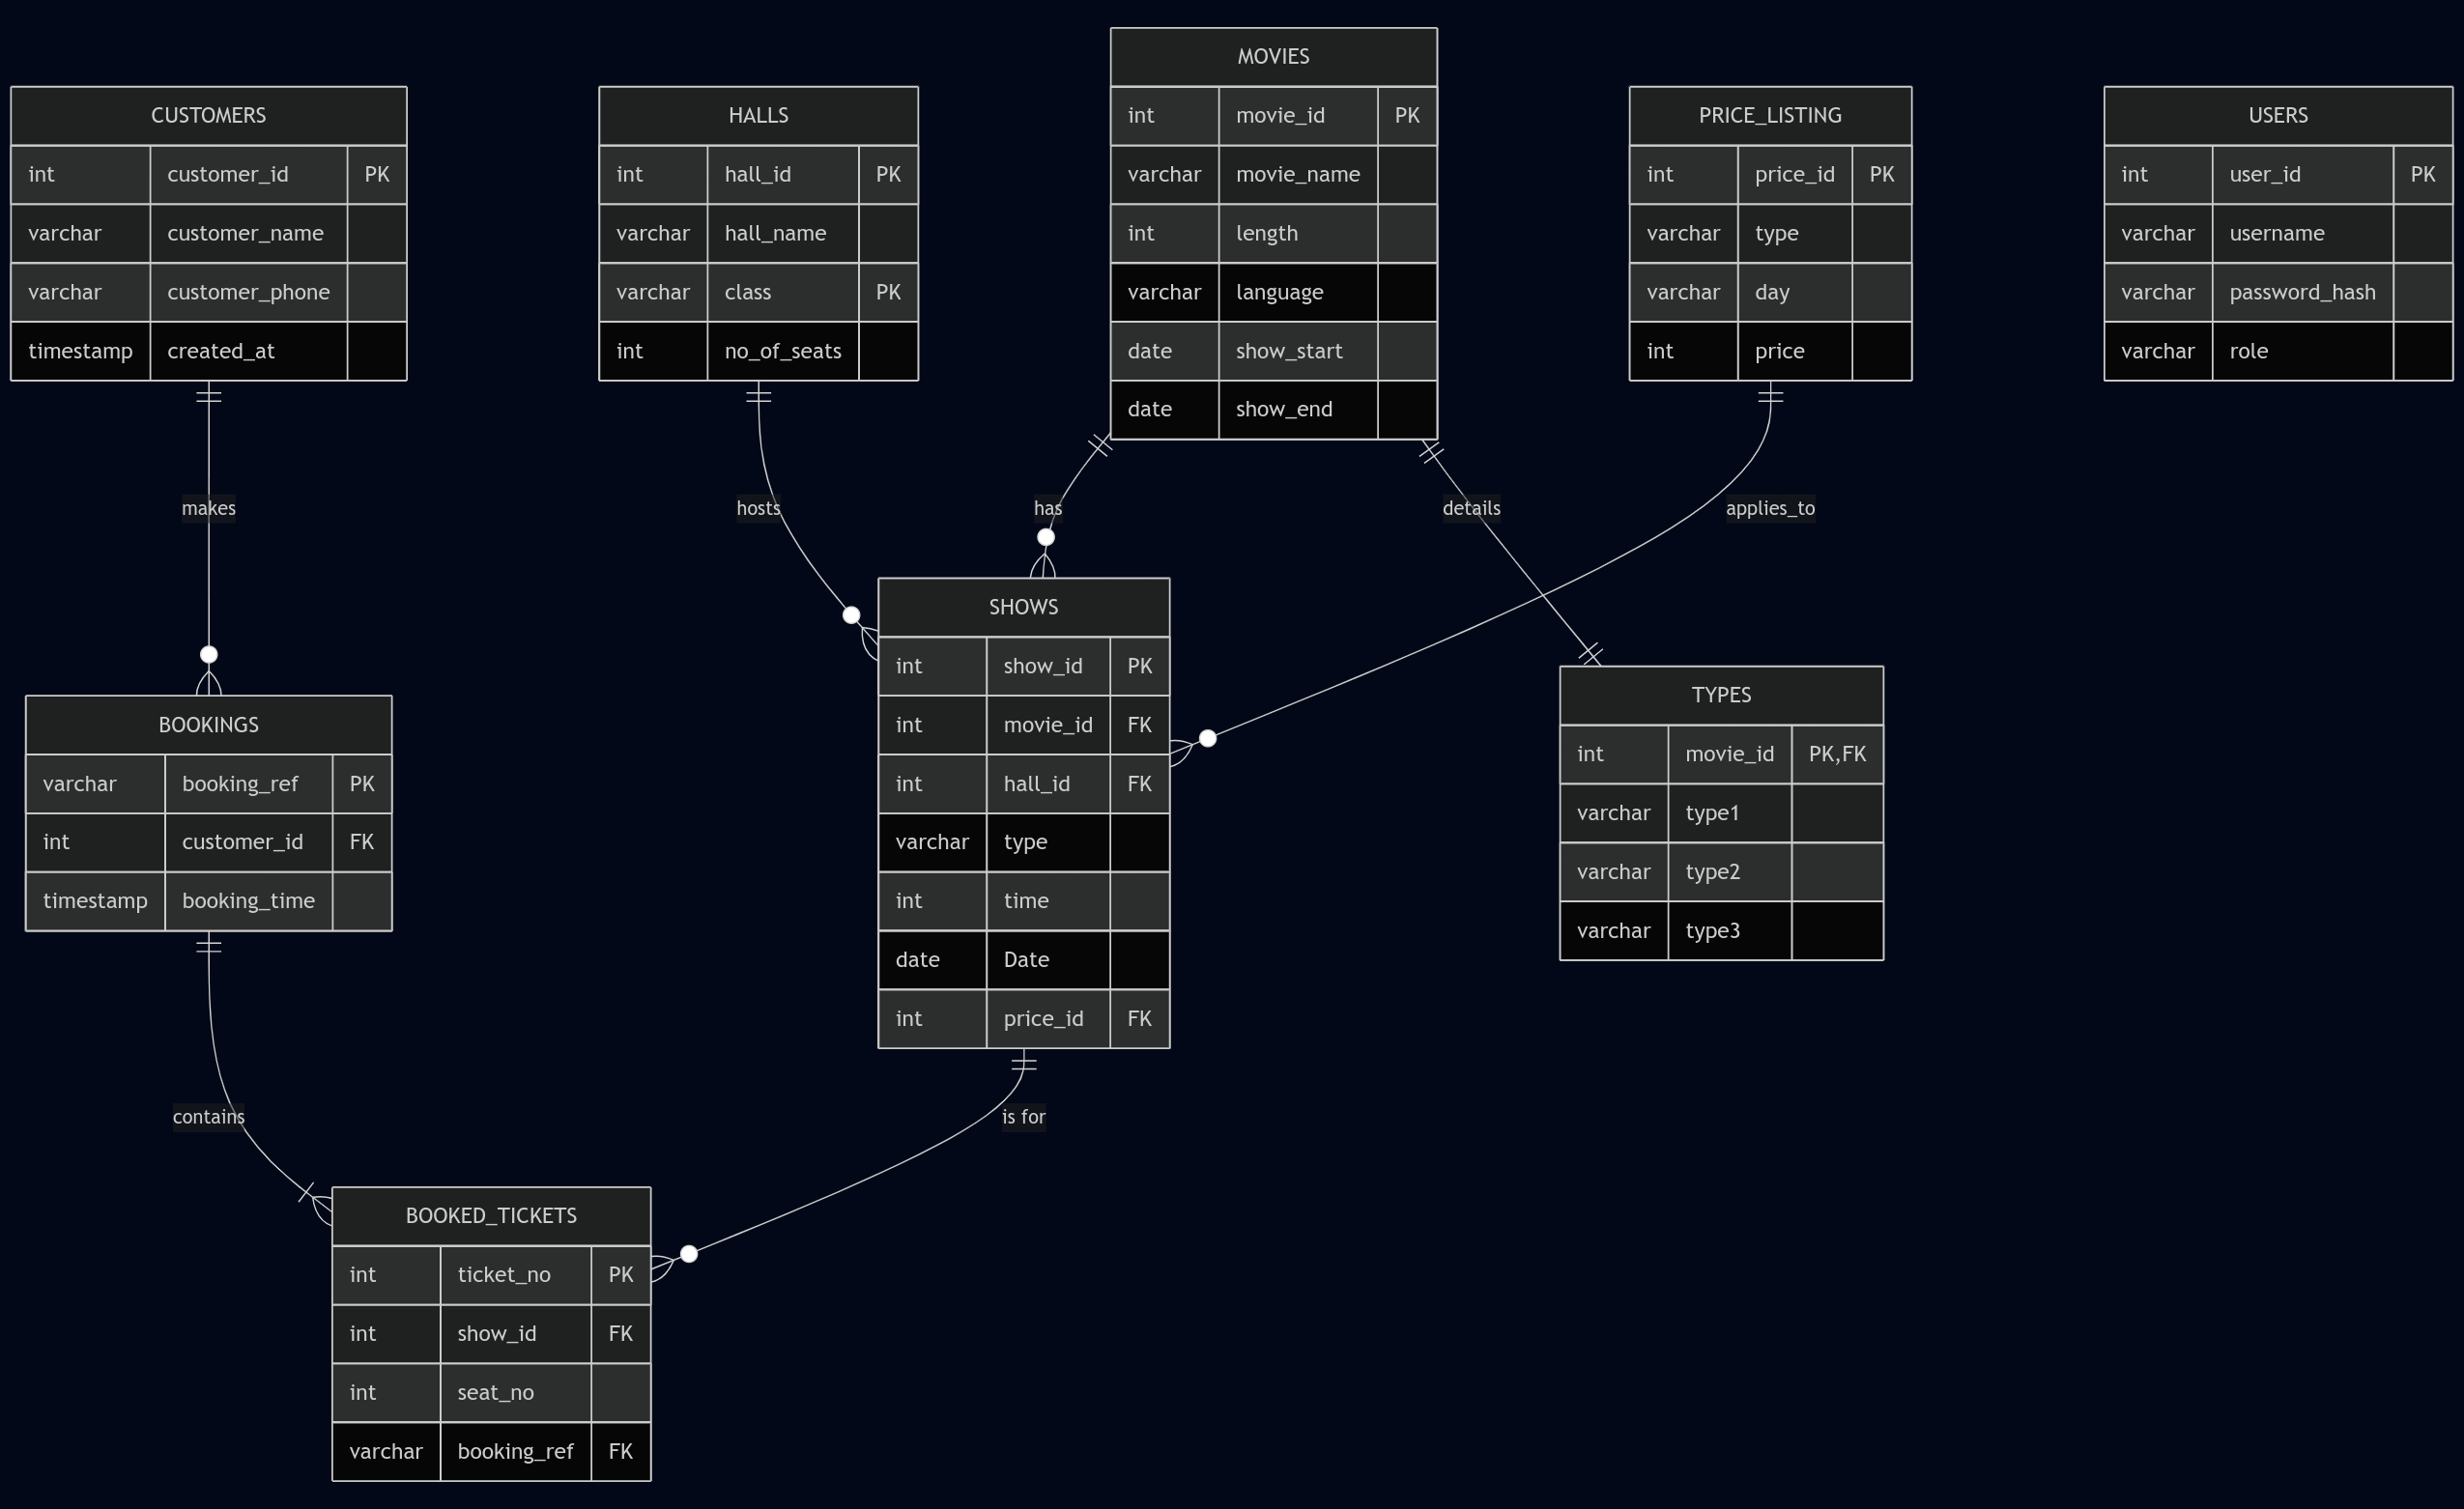 CUSTOMERS
int customer_id PK
varchar customer_name
varchar customer_phone
timestamp created_at
HALLS
int hall_id PK
varchar hall_name
varchar class PK
int no_of_seats
MOVIES
int movie_id PK
varchar movie_name
int length
varchar language
date show_start
date show_end
PRICE_LISTING
int price_id PK
varchar type
varchar day
int price
USERS
int user_id PK
varchar username
varchar password_hash
varchar role
makes
hosts
has
details
applies_to
BOOKINGS
varchar booking_ref PK
int customer_id FK
timestamp booking_time
SHOWS
int show_id PK
int movie_id FK
int hall_id FK
varchar type
int time
date Date
int price_id FK
TYPES
int movie_id PK,FK
varchar type1
varchar type2
varchar type3
contains
is for
BOOKED_TICKETS
int ticket_no PK
int show_id FK
int seat_no
varchar booking_ref FK